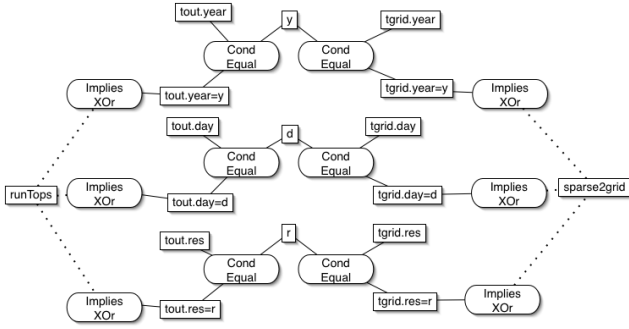 tout.year
y
tgrid.year
Cond
Equal
Cond
Equal
Implies
XOr
tout.year=y
tgrid.year=y
Implies
XOr
tout.day
d
tgrid.day
Cond
Equal
Cond
Equal
runTops
Implies
XOr
tout.day=d
tgrid.day=d
Implies
XOr
sparse2grid
tout.res
r
tgrid.res
Cond
Equal
Cond
Equal
Implies
XOr
tout.res=r
tgrid.res=r
Implies
XOr